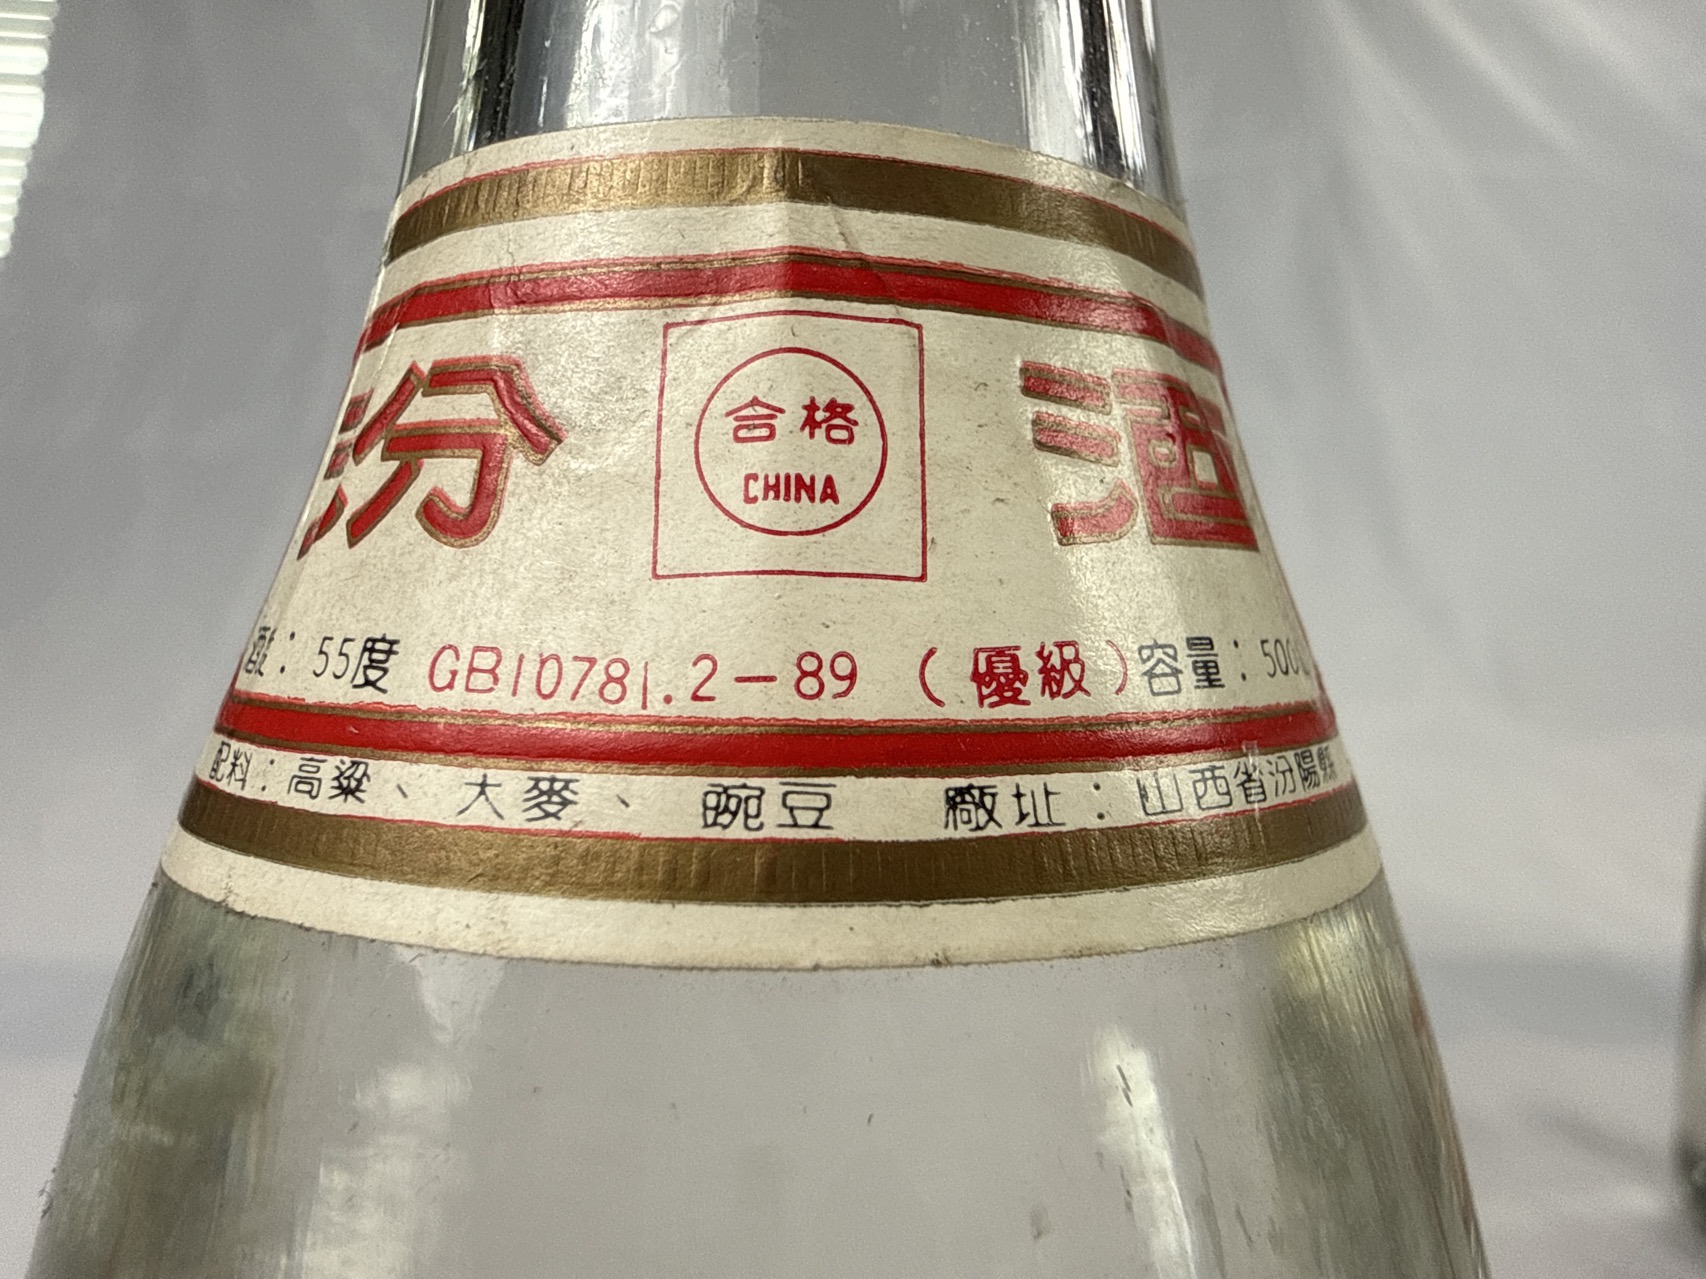 汾 酒
合格
CHINA
酸：55度 GB10781.2－89（優級）容量：500
配料：高粱、大麥、豌豆 廠址：山西省汾陽縣